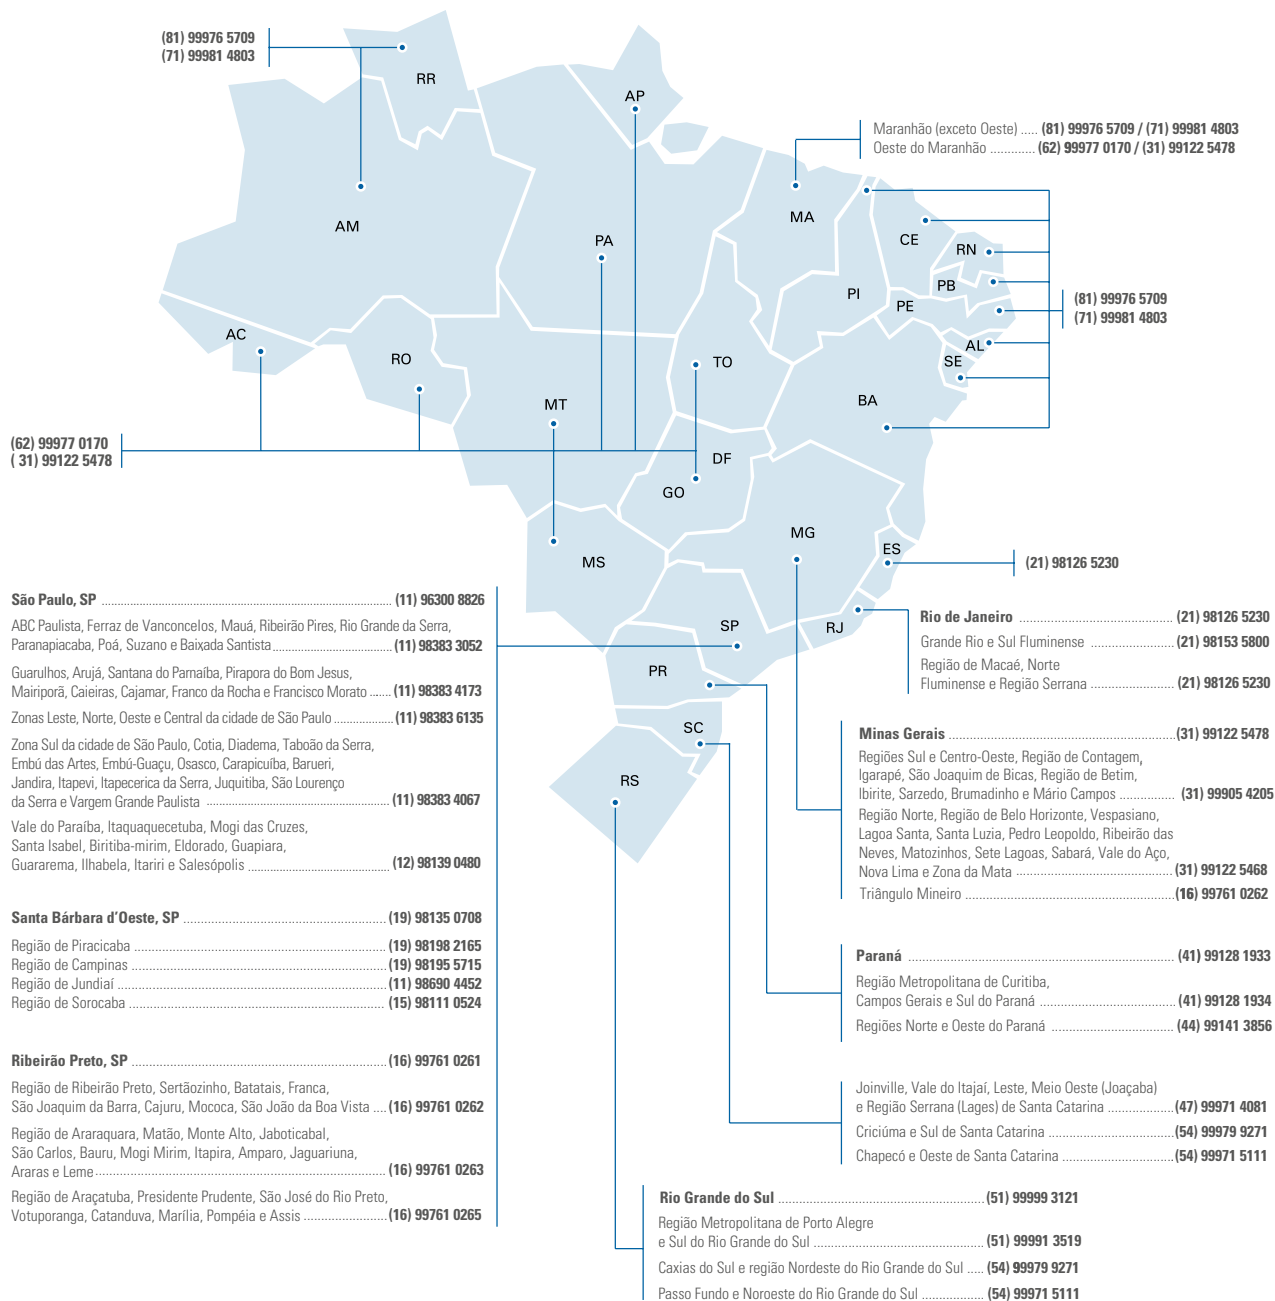 (81) 99976 5709
(71) 99981 4803
RR
AP
Maranhão (exceto Oeste) ..... (81) 99976 5709 / (71) 99981 4803
Oeste do Maranhão ............. (62) 99977 0170 / (31) 99122 5478
AM
PA
MA
CE
RN
PI
PE
PB
(81) 99976 5709
(71) 99981 4803
AC
RO
TO
AL
SE
MT
BA
(62) 99977 0170
( 31) 99122 5478
DF
GO
MG
ES
MS
(21) 98126 5230
SP
RJ
PR
SC
RS
São Paulo, SP ........ (11) 96300 8826
ABC Paulista, Ferraz de Vanconcelos, Mauá, Ribeirão Pires, Rio Grande da Serra,
Paranapiacaba, Poá, Suzano e Baixada Santista ........ (11) 98383 3052
Guarulhos, Arujá, Santana do Parnaíba, Pirapora do Bom Jesus,
Mairiporã, Caieiras, Cajamar, Franco da Rocha e Francisco Morato ....... (11) 98383 4173
Zonas Leste, Norte, Oeste e Central da cidade de São Paulo ........ (11) 98383 6135
Zona Sul da cidade de São Paulo, Cotia, Diadema, Taboão da Serra,
Embú das Artes, Embú-Guaçu, Osasco, Carapicuíba, Barueri,
Jandira, Itapevi, Itapecerica da Serra, Juquitiba, São Lourenço
da Serra e Vargem Grande Paulista ........ (11) 98383 4067
Vale do Paraíba, Itaquaquecetuba, Mogi das Cruzes,
Santa Isabel, Biritiba-mirim, Eldorado, Guapiara,
Guararema, Ilhabela, Itariri e Salesópolis ........ (12) 98139 0480
Santa Bárbara d'Oeste, SP ........ (19) 98135 0708
Região de Piracicaba ........ (19) 98198 2165
Região de Campinas ........ (19) 98195 5715
Região de Jundiaí ........ (11) 98690 4452
Região de Sorocaba ........ (15) 98111 0524
Ribeirão Preto, SP ........ (16) 99761 0261
Região de Ribeirão Preto, Sertãozinho, Batatais, Franca,
São Joaquim da Barra, Cajuru, Mococa, São João da Boa Vista .... (16) 99761 0262
Região de Araraquara, Matão, Monte Alto, Jaboticabal,
São Carlos, Bauru, Mogi Mirim, Itapira, Amparo, Jaguariuna,
Araras e Leme ........ (16) 99761 0263
Região de Araçatuba, Presidente Prudente, São José do Rio Preto,
Votuporanga, Catanduva, Marília, Pompéia e Assis ........ (16) 99761 0265
Rio de Janeiro ........ (21) 98126 5230
Grande Rio e Sul Fluminense ........ (21) 98153 5800
Região de Macaé, Norte
Fluminense e Região Serrana ........ (21) 98126 5230
Minas Gerais ........ (31) 99122 5478
Regiões Sul e Centro-Oeste, Região de Contagem,
Igarapé, São Joaquim de Bicas, Região de Betim,
Ibirite, Sarzedo, Brumadinho e Mário Campos ........ (31) 99905 4205
Região Norte, Região de Belo Horizonte, Vespasiano,
Lagoa Santa, Santa Luzia, Pedro Leopoldo, Ribeirão das
Neves, Matozinhos, Sete Lagoas, Sabará, Vale do Aço,
Nova Lima e Zona da Mata ........ (31) 99122 5468
Triângulo Mineiro ........ (16) 99761 0262
Paraná ........ (41) 99128 1933
Região Metropolitana de Curitiba,
Campos Gerais e Sul do Paraná ........ (41) 99128 1934
Regiões Norte e Oeste do Paraná ........ (44) 99141 3856
Joinville, Vale do Itajaí, Leste, Meio Oeste (Joaçaba)
e Região Serrana (Lages) de Santa Catarina ........ (47) 99971 4081
Criciúma e Sul de Santa Catarina ........ (54) 99979 9271
Chapecó e Oeste de Santa Catarina ........ (54) 99971 5111
Rio Grande do Sul ........ (51) 99999 3121
Região Metropolitana de Porto Alegre
e Sul do Rio Grande do Sul ........ (51) 99991 3519
Caxias do Sul e região Nordeste do Rio Grande do Sul ..... (54) 99979 9271
Passo Fundo e Noroeste do Rio Grande do Sul ........ (54) 99971 5111